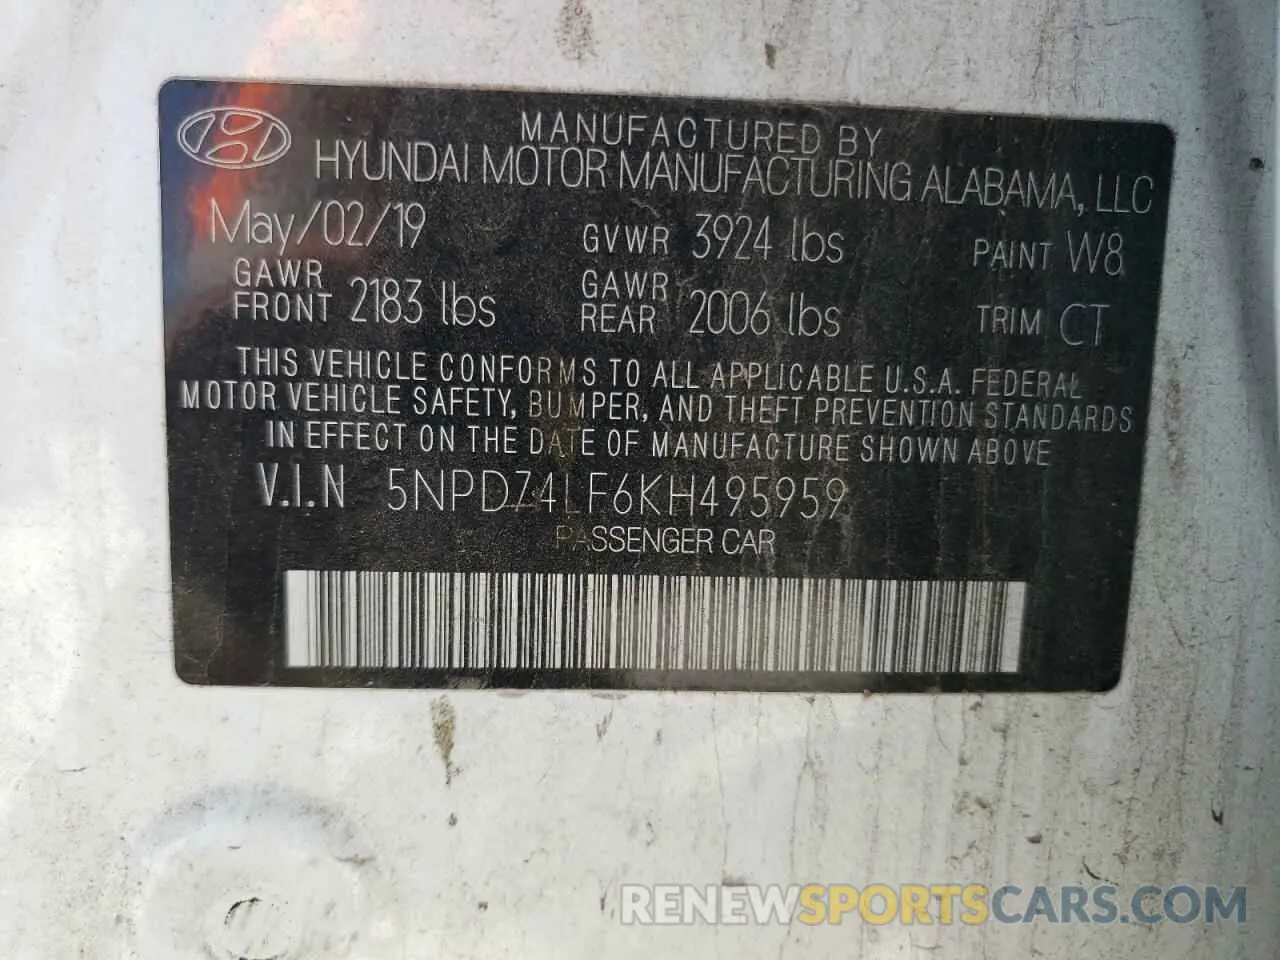 MANUFACTURED BY
HYUNDAI MOTOR MANUFACTURING ALABAMA, LLC
May/02/19 GVWR 3924 lbs PAINT W8
GAWR FRONT 2183 lbs GAWR REAR 2006 lbs TRIM CT
THIS VEHICLE CONFORMS TO ALL APPLICABLE U.S.A. FEDERAL
MOTOR VEHICLE SAFETY, BUMPER, AND THEFT PREVENTION STANDARDS
IN EFFECT ON THE DATE OF MANUFACTURE SHOWN ABOVE
V.I.N 5NPDZ4LF6KH495959
PASSENGER CAR
RENEWSPORTSCARS.COM